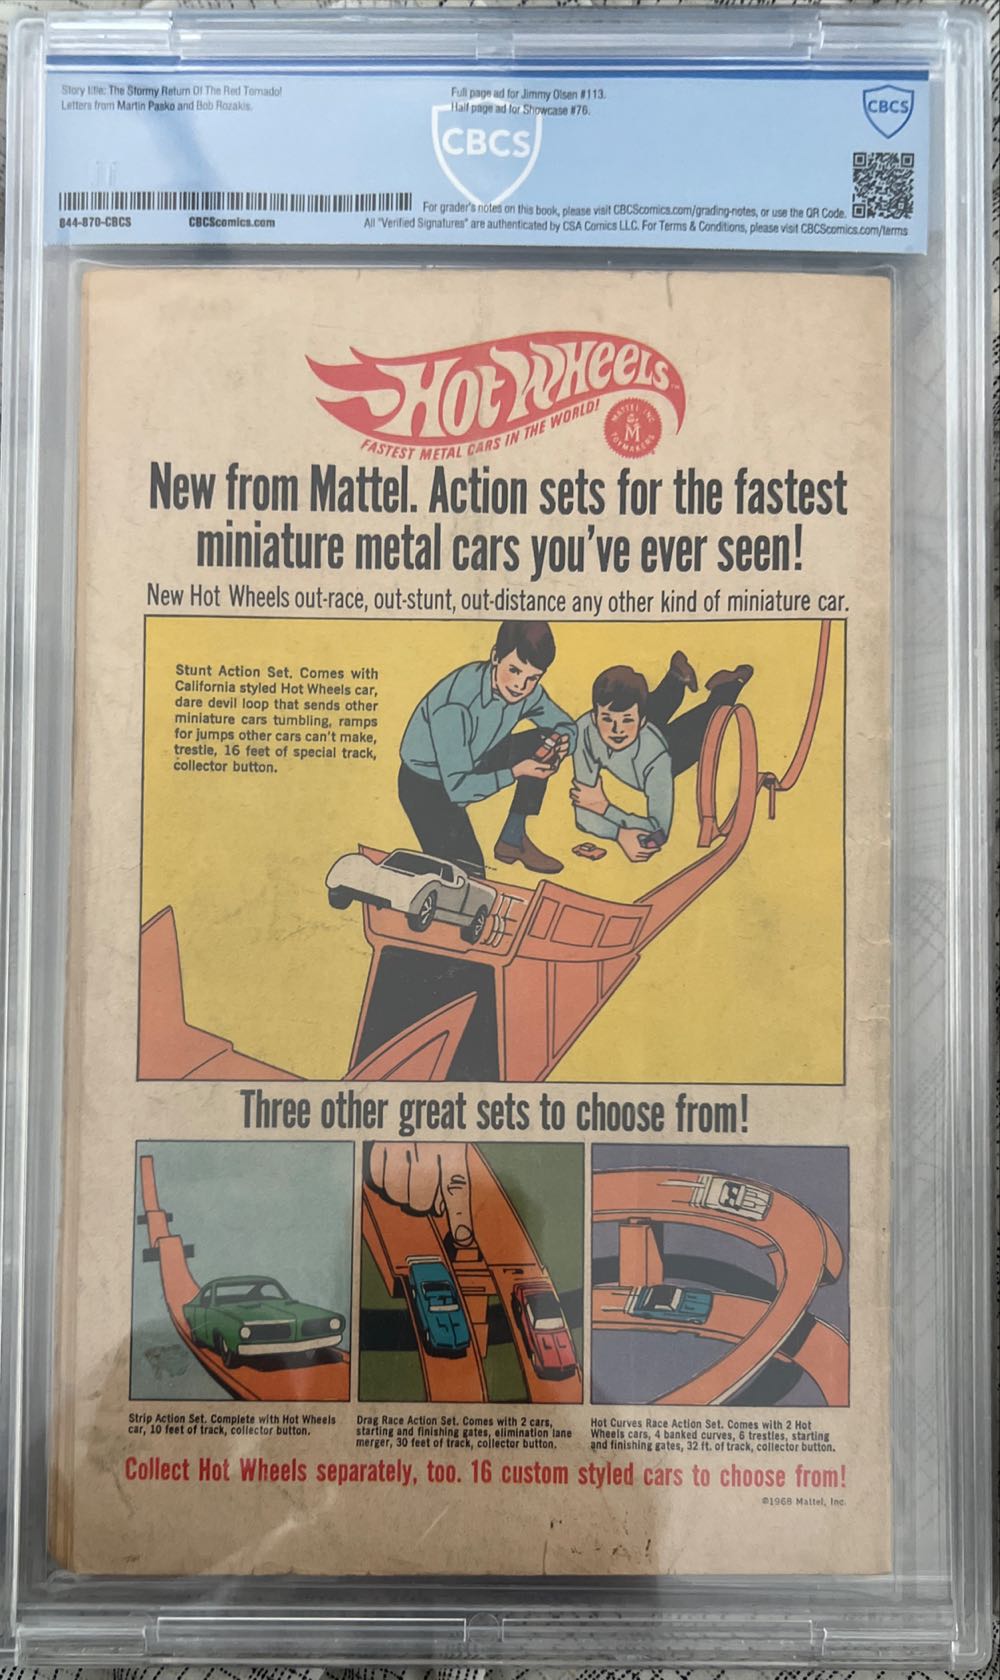 Story title: The Stormy Return Of The Red Tornado!
Letters from Martin Pasko and Bob Rozakis.
Full page ad for Jimmy Olsen #113.
Half page ad for Showcase #76.
CBCS
CBCS
For grader's notes on this book, please visit CBCScomics.com/grading-notes, or use the QR Code.
844-870-CBCS
CBCScomics.com
All "Verified Signatures" are authenticated by CSA Comics LLC. For Terms & Conditions, please visit CBCScomics.com/terms
Hot Wheels
FASTEST METAL CARS IN THE WORLD!
MATTEL INC
M
TOYMAKERS
New from Mattel. Action sets for the fastest
miniature metal cars you've ever seen!
New Hot Wheels out-race, out-stunt, out-distance any other kind of miniature car.
Stunt Action Set. Comes with
California styled Hot Wheels car,
dare devil loop that sends other
miniature cars tumbling, ramps
for jumps other cars can't make,
trestle, 16 feet of special track,
collector button.
Three other great sets to choose from!
Strip Action Set. Complete with Hot Wheels
car, 10 feet of track, collector button.
Drag Race Action Set. Comes with 2 cars,
starting and finishing gates, elimination lane
merger, 30 feet of track, collector button.
Hot Curves Race Action Set. Comes with 2 Hot
Wheels cars, 4 banked curves, 6 trestles, starting
and finishing gates, 32 ft. of track, collector button.
Collect Hot Wheels separately, too. 16 custom styled cars to choose from!
©1968 Mattel, Inc.